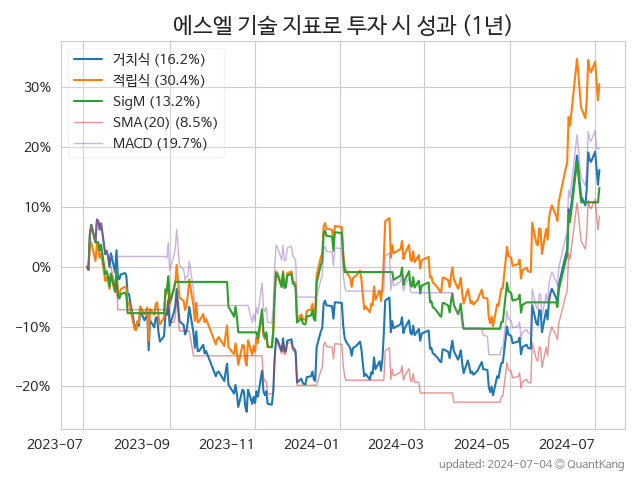 에스엘 기술 지표로 투자 시 성과 (1년)
거치식 (16.2%)
적립식 (30.4%)
SigM (13.2%)
SMA(20) (8.5%)
MACD (19.7%)
30%
20%
10%
0%
−10%
−20%
2023-07
2023-09
2023-11
2024-01
2024-03
2024-05
2024-07
updated: 2024-07-04 © QuantKang